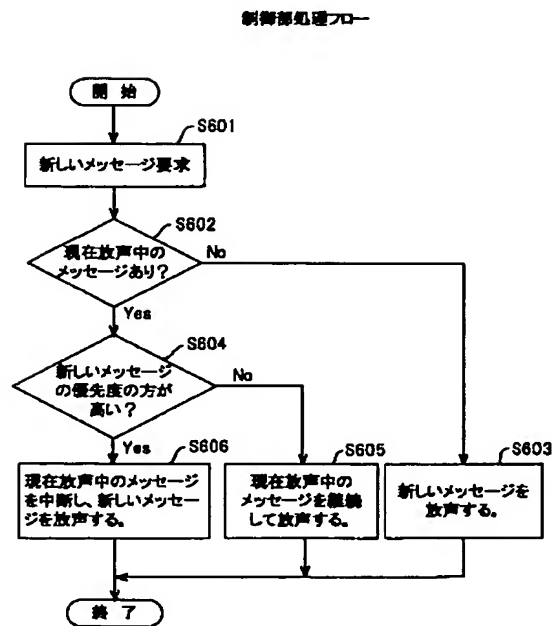 制御部処理フロー
開 始
S601
新しいメッセージ要求
S602
現在放声中の
メッセージあり?
No
Yes
S604
新しいメッセージ
の優先度の方が
高い?
No
Yes
S606
現在放声中のメッセージ
を中断し、新しいメッセー
ジを放声する。
S605
現在放声中の
メッセージを継続
して放声する。
S603
新しいメッセージを
放声する。
終 了